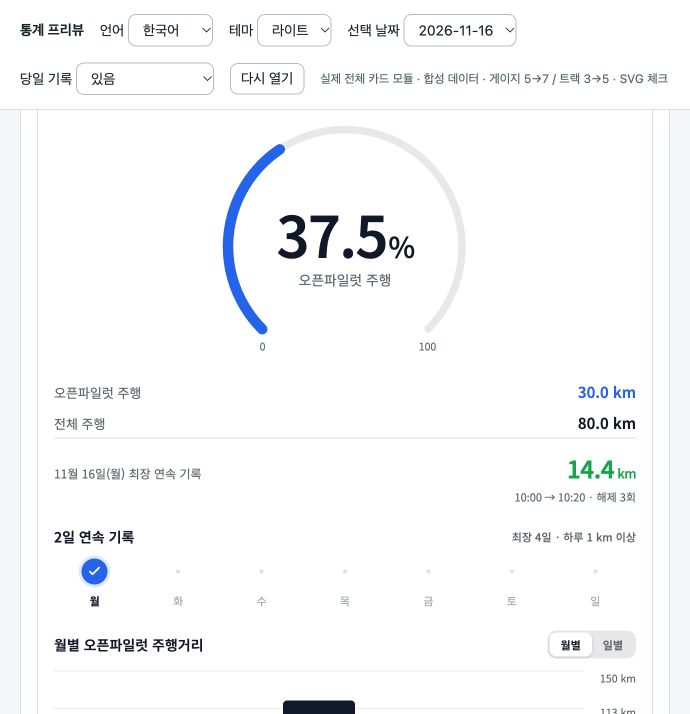 통계 프리뷰 언어 한국어 테마 라이트 선택 날짜 2026-11-16
당일 기록 있음 다시 열기 실제 전체 카드 모듈 · 합성 데이터 · 게이지 5→7 / 트랙 3→5 · SVG 체크
37.5%
오픈파일럿 주행
0 100
오픈파일럿 주행 30.0 km
전체 주행 80.0 km
11월 16일(월) 최장 연속 기록 14.4 km
10:00 → 10:20 · 해제 3회
2일 연속 기록 최장 4일 · 하루 1 km 이상
월 화 수 목 금 토 일
월별 오픈파일럿 주행거리 월별 일별
150 km
113 km